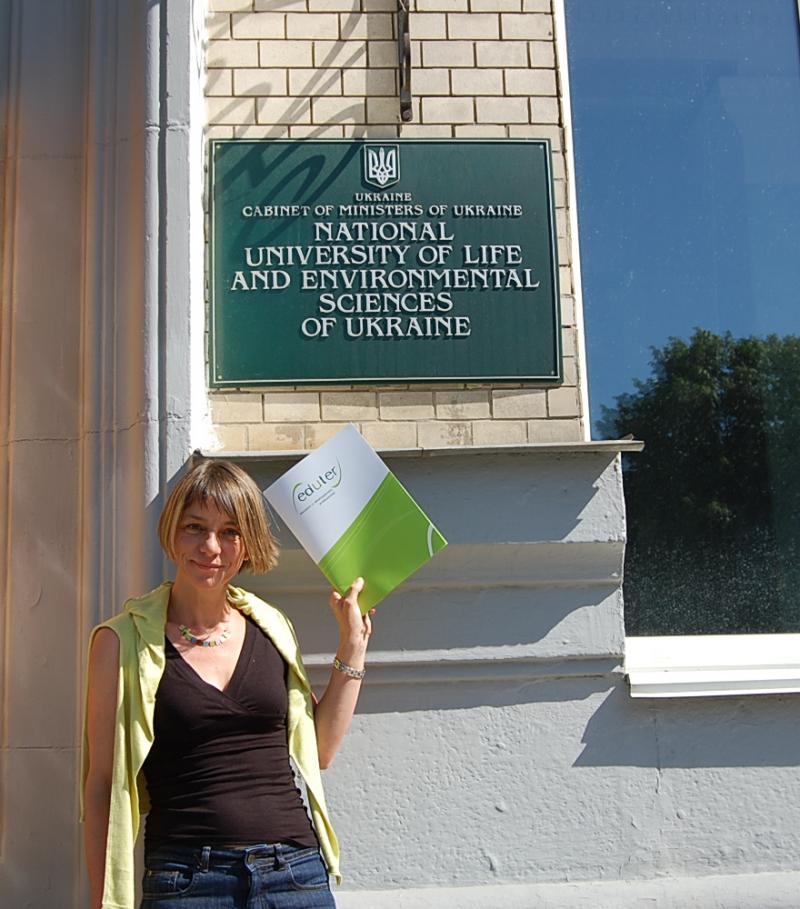 UKRAINE
CABINET OF MINISTERS OF UKRAINE
NATIONAL
UNIVERSITY OF LIFE
AND ENVIRONMENTAL
SCIENCES
OF UKRAINE
eduter